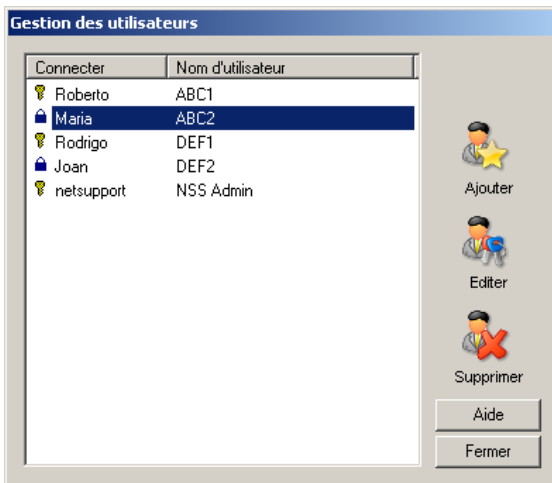 Gestion des utilisateurs
Connecter Nom d'utilisateur
Roberto ABC1
Maria ABC2
Rodrigo DEF1
Joan DEF2
netsupport NSS Admin
Ajouter
Editer
Supprimer
Aide
Fermer